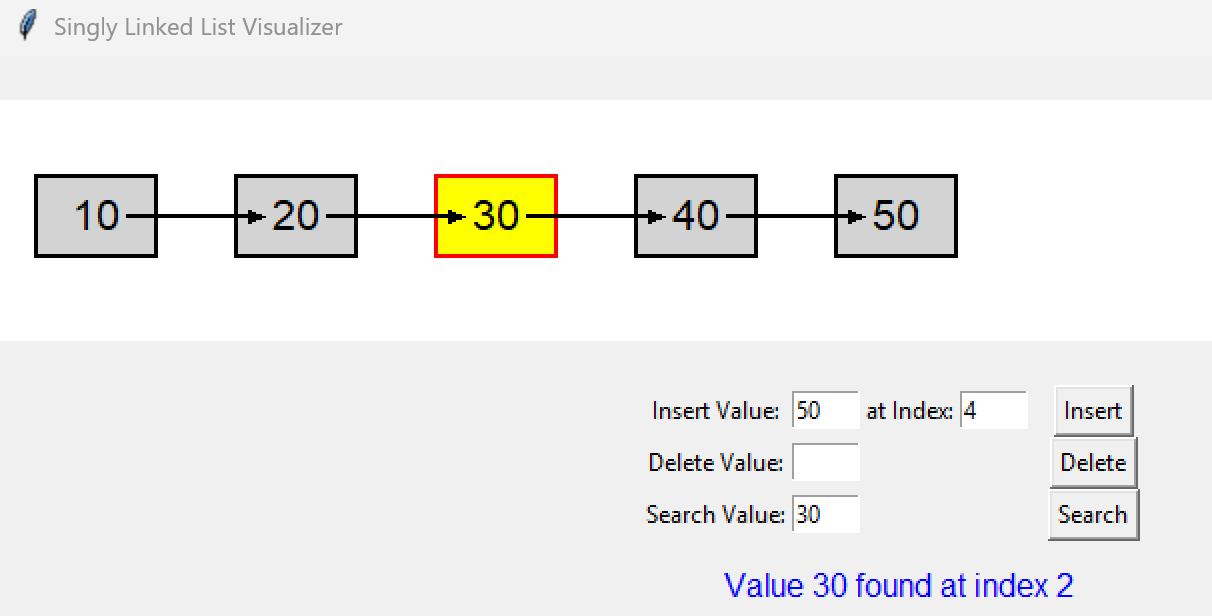 Singly Linked List Visualizer
10 20 30 40 50
Insert Value: 50 at Index: 4 Insert
Delete Value: Delete
Search Value: 30 Search
Value 30 found at index 2